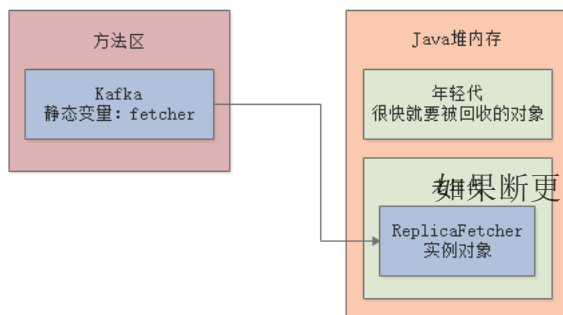 方法区
Kafka
静态变量：fetcher
Java堆内存
年轻代
很快就要被回收的对象
如果断更
ReplicaFetcher
实例对象